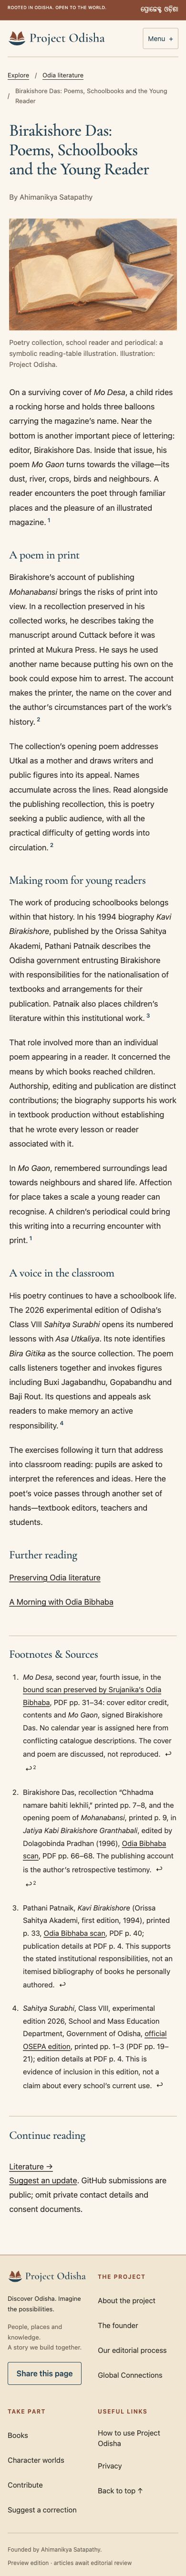 ROOTED IN ODISHA. OPEN TO THE WORLD.
ପ୍ରୋଜେକ୍ଟ ଓଡ଼ିଶା
Project Odisha
Menu +
Explore / Odia literature
/ Birakishore Das: Poems, Schoolbooks and the Young
Reader
Birakishore Das:
Poems, Schoolbooks
and the Young Reader
By Ahimanikya Satapathy
Poetry collection, school reader and periodical: a
symbolic reading-table illustration. Illustration:
Project Odisha.
On a surviving cover of Mo Desa, a child rides
a rocking horse and holds three balloons
carrying the magazine's name. Near the
bottom is another important piece of lettering:
editor, Birakishore Das. Inside that issue, his
poem Mo Gaon turns towards the village—its
dust, river, crops, birds and neighbours. A
reader encounters the poet through familiar
places and the pleasure of an illustrated
magazine. 1
A poem in print
Birakishore's account of publishing
Mohanabansi brings the risks of print into
view. In a recollection preserved in his
collected works, he describes taking the
manuscript around Cuttack before it was
printed at Mukura Press. He says he used
another name because putting his own on the
book could expose him to arrest. The account
makes the printer, the name on the cover and
the author's circumstances part of the work's
history. 2
The collection's opening poem addresses
Utkal as a mother and draws writers and
public figures into its appeal. Names
accumulate across the lines. Read alongside
the publishing recollection, this is poetry
seeking a public audience, with all the
practical difficulty of getting words into
circulation. 2
Making room for young readers
The work of producing schoolbooks belongs
within that history. In his 1994 biography Kavi
Birakishore, published by the Orissa Sahitya
Akademi, Pathani Patnaik describes the
Odisha government entrusting Birakishore
with responsibilities for the nationalisation of
textbooks and arrangements for their
publication. Patnaik also places children's
literature within this institutional work. 3
That role involved more than an individual
poem appearing in a reader. It concerned the
means by which books reached children.
Authorship, editing and publication are distinct
contributions; the biography supports his work
in textbook production without establishing
that he wrote every lesson or reader
associated with it.
In Mo Gaon, remembered surroundings lead
towards neighbours and shared life. Affection
for place takes a scale a young reader can
recognise. A children's periodical could bring
this writing into a recurring encounter with
print. 1
A voice in the classroom
His poetry continues to have a schoolbook life.
The 2026 experimental edition of Odisha's
Class VIII Sahitya Surabhi opens its numbered
lessons with Asa Utkaliya. Its note identifies
Bira Gitika as the source collection. The poem
calls listeners together and invokes figures
including Buxi Jagabandhu, Gopabandhu and
Baji Rout. Its questions and appeals ask
readers to make memory an active
responsibility. 4
The exercises following it turn that address
into classroom reading: pupils are asked to
interpret the references and ideas. Here the
poet's voice passes through another set of
hands—textbook editors, teachers and
students.
Further reading
Preserving Odia literature
A Morning with Odia Bibhaba
Footnotes & Sources
1. Mo Desa, second year, fourth issue, in the
bound scan preserved by Srujanika's Odia
Bibhaba, PDF pp. 31–34: cover editor credit,
contents and Mo Gaon, signed Birakishore
Das. No calendar year is assigned here from
conflicting catalogue descriptions. The cover
and poem are discussed, not reproduced. ↩
↩2
2. Birakishore Das, recollection "Chhadma
namare bahiti lekhili," printed pp. 7–8, and the
opening poem of Mohanabansi, printed p. 9, in
Jatiya Kabi Birakishore Granthabali, edited by
Dolagobinda Pradhan (1996), Odia Bibhaba
scan, PDF pp. 66–68. The publishing account
is the author's retrospective testimony. ↩
↩2
3. Pathani Patnaik, Kavi Birakishore (Orissa
Sahitya Akademi, first edition, 1994), printed
p. 33, Odia Bibhaba scan, PDF p. 40;
publication details at PDF p. 4. This supports
the stated institutional responsibilities, not an
itemised bibliography of books he personally
authored. ↩
4. Sahitya Surabhi, Class VIII, experimental
edition 2026, School and Mass Education
Department, Government of Odisha, official
OSEPA edition, printed pp. 1–3 (PDF pp. 19–
21); edition details at PDF p. 4. This is
evidence of inclusion in this edition, not a
claim about every school's current use. ↩
Continue reading
Literature →
Suggest an update. GitHub submissions are
public; omit private contact details and
consent documents.
Project Odisha
Discover Odisha. Imagine
the possibilities.
People, places and
knowledge.
A story we build together.
Share this page
THE PROJECT
About the project
The founder
Our editorial process
Global Connections
TAKE PART
Books
Character worlds
Contribute
Suggest a correction
USEFUL LINKS
How to use Project
Odisha
Privacy
Back to top ↑
Founded by Ahimanikya Satapathy.
Preview edition · articles await editorial review